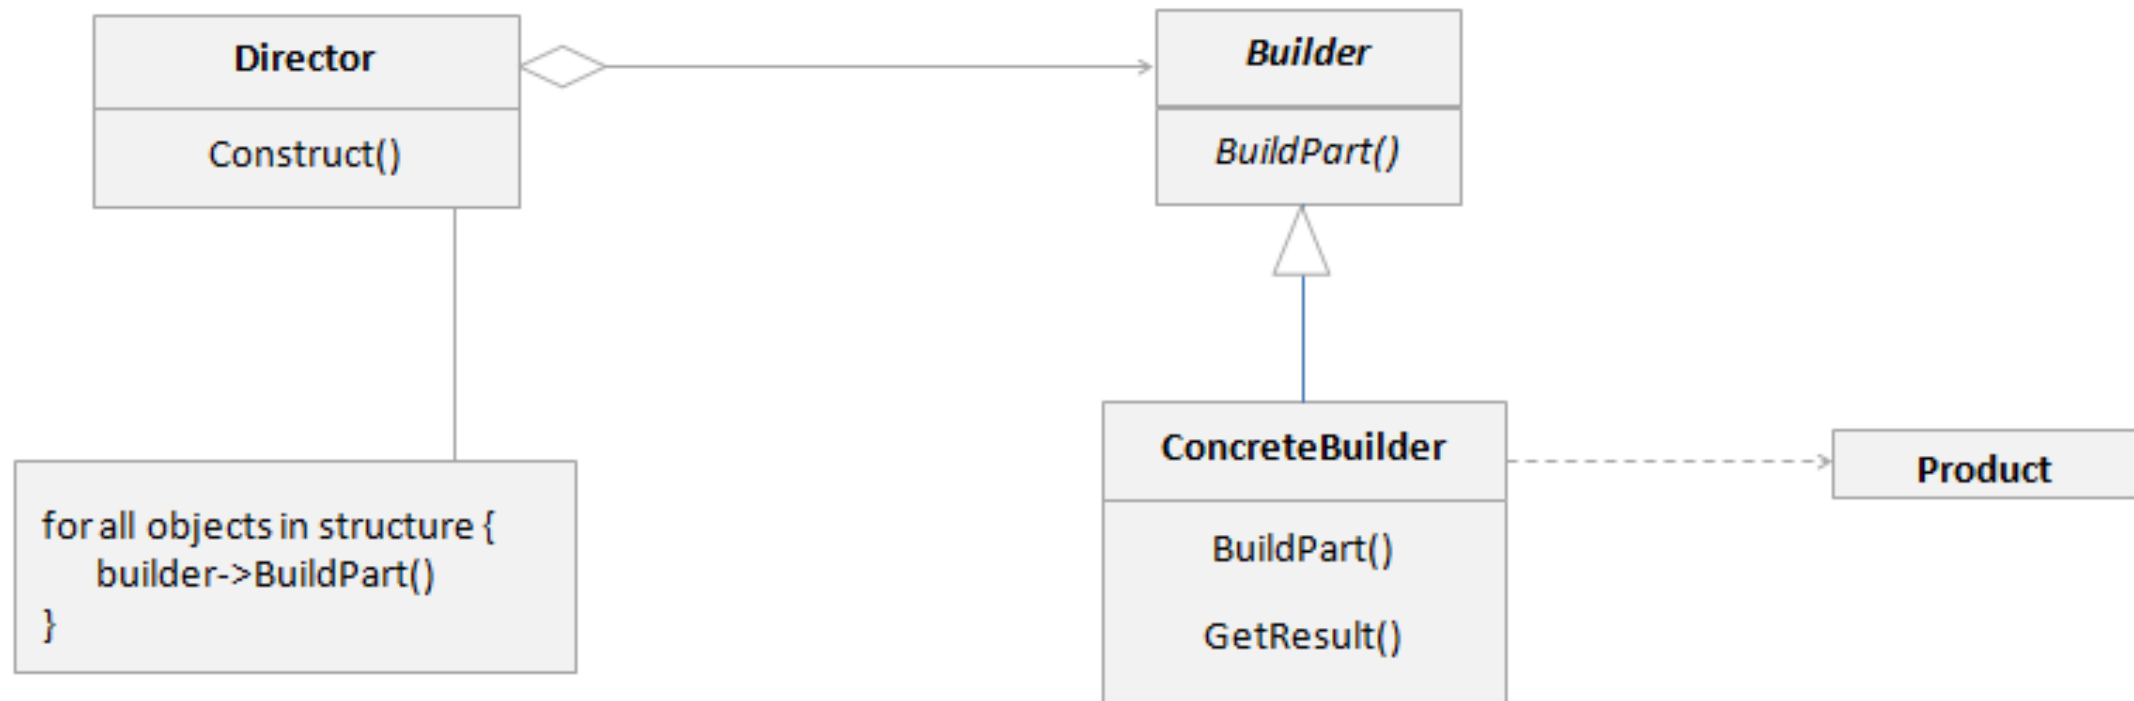 Director
Construct()
Builder
BuildPart()
for all objects in structure {
builder->BuildPart()
}
ConcreteBuilder
BuildPart()
GetResult()
Product